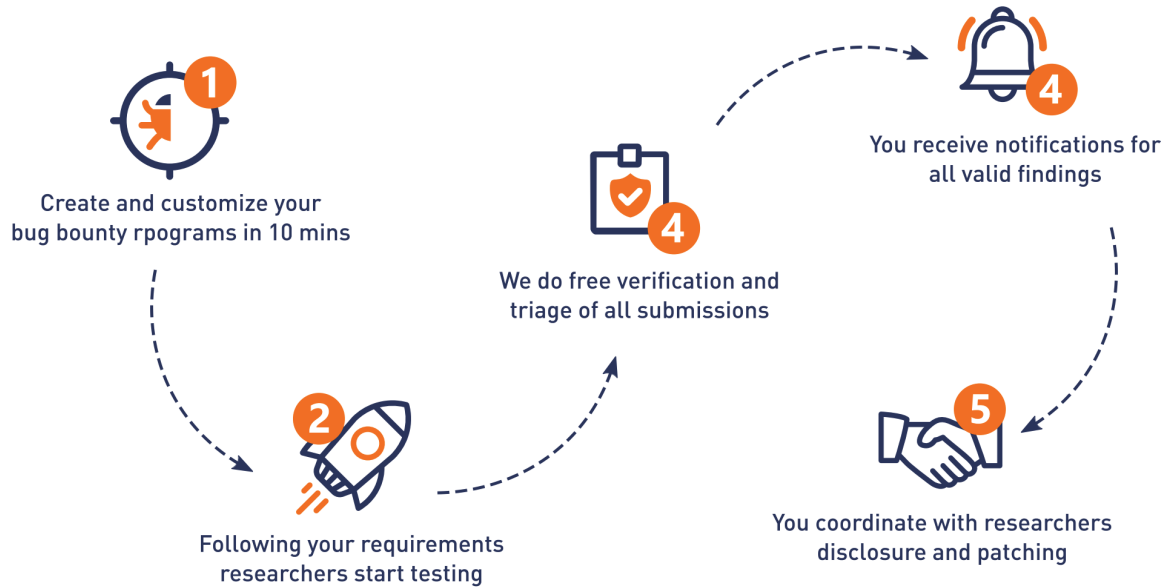 1
Create and customize your
bug bounty rpograms in 10 mins
2
Following your requirements
researchers start testing
4
We do free verification and
triage of all submissions
4
You receive notifications for
all valid findings
5
You coordinate with researchers
disclosure and patching